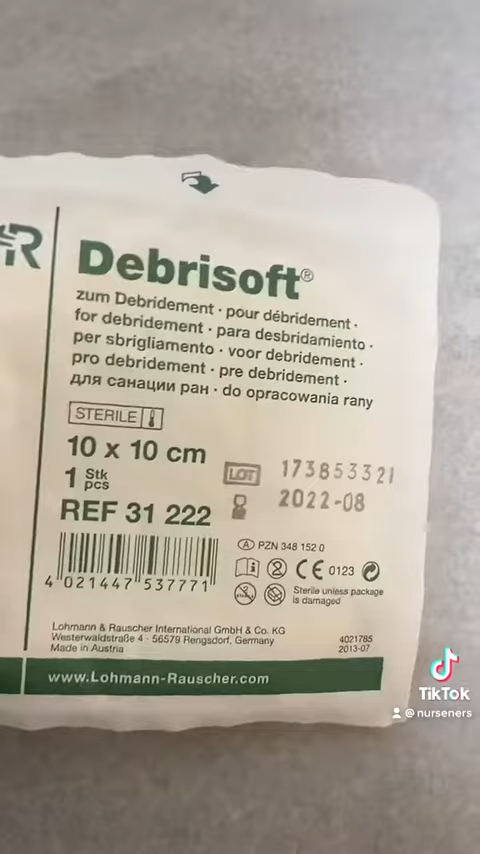 Debrisoft®
zum Debridement · pour débridement ·
for debridement · para desbridamiento ·
per sbrigliamento · voor debridement ·
pro debridement · pre debridement ·
для санации ран · do opracowania rany
STERILE
10 x 10 cm
1 Stk pcs
LOT 173853321
2022-08
REF 31 222
A PZN 348 152 0
2 CE 0123
Sterile unless package
is damaged
4 021447 537771
Lohmann & Rauscher International GmbH & Co. KG
Westerwaldstraße 4 · 56579 Rengsdorf, Germany
Made in Austria
4021785
2013-07
www.Lohmann-Rauscher.com
TikTok
@nurseners